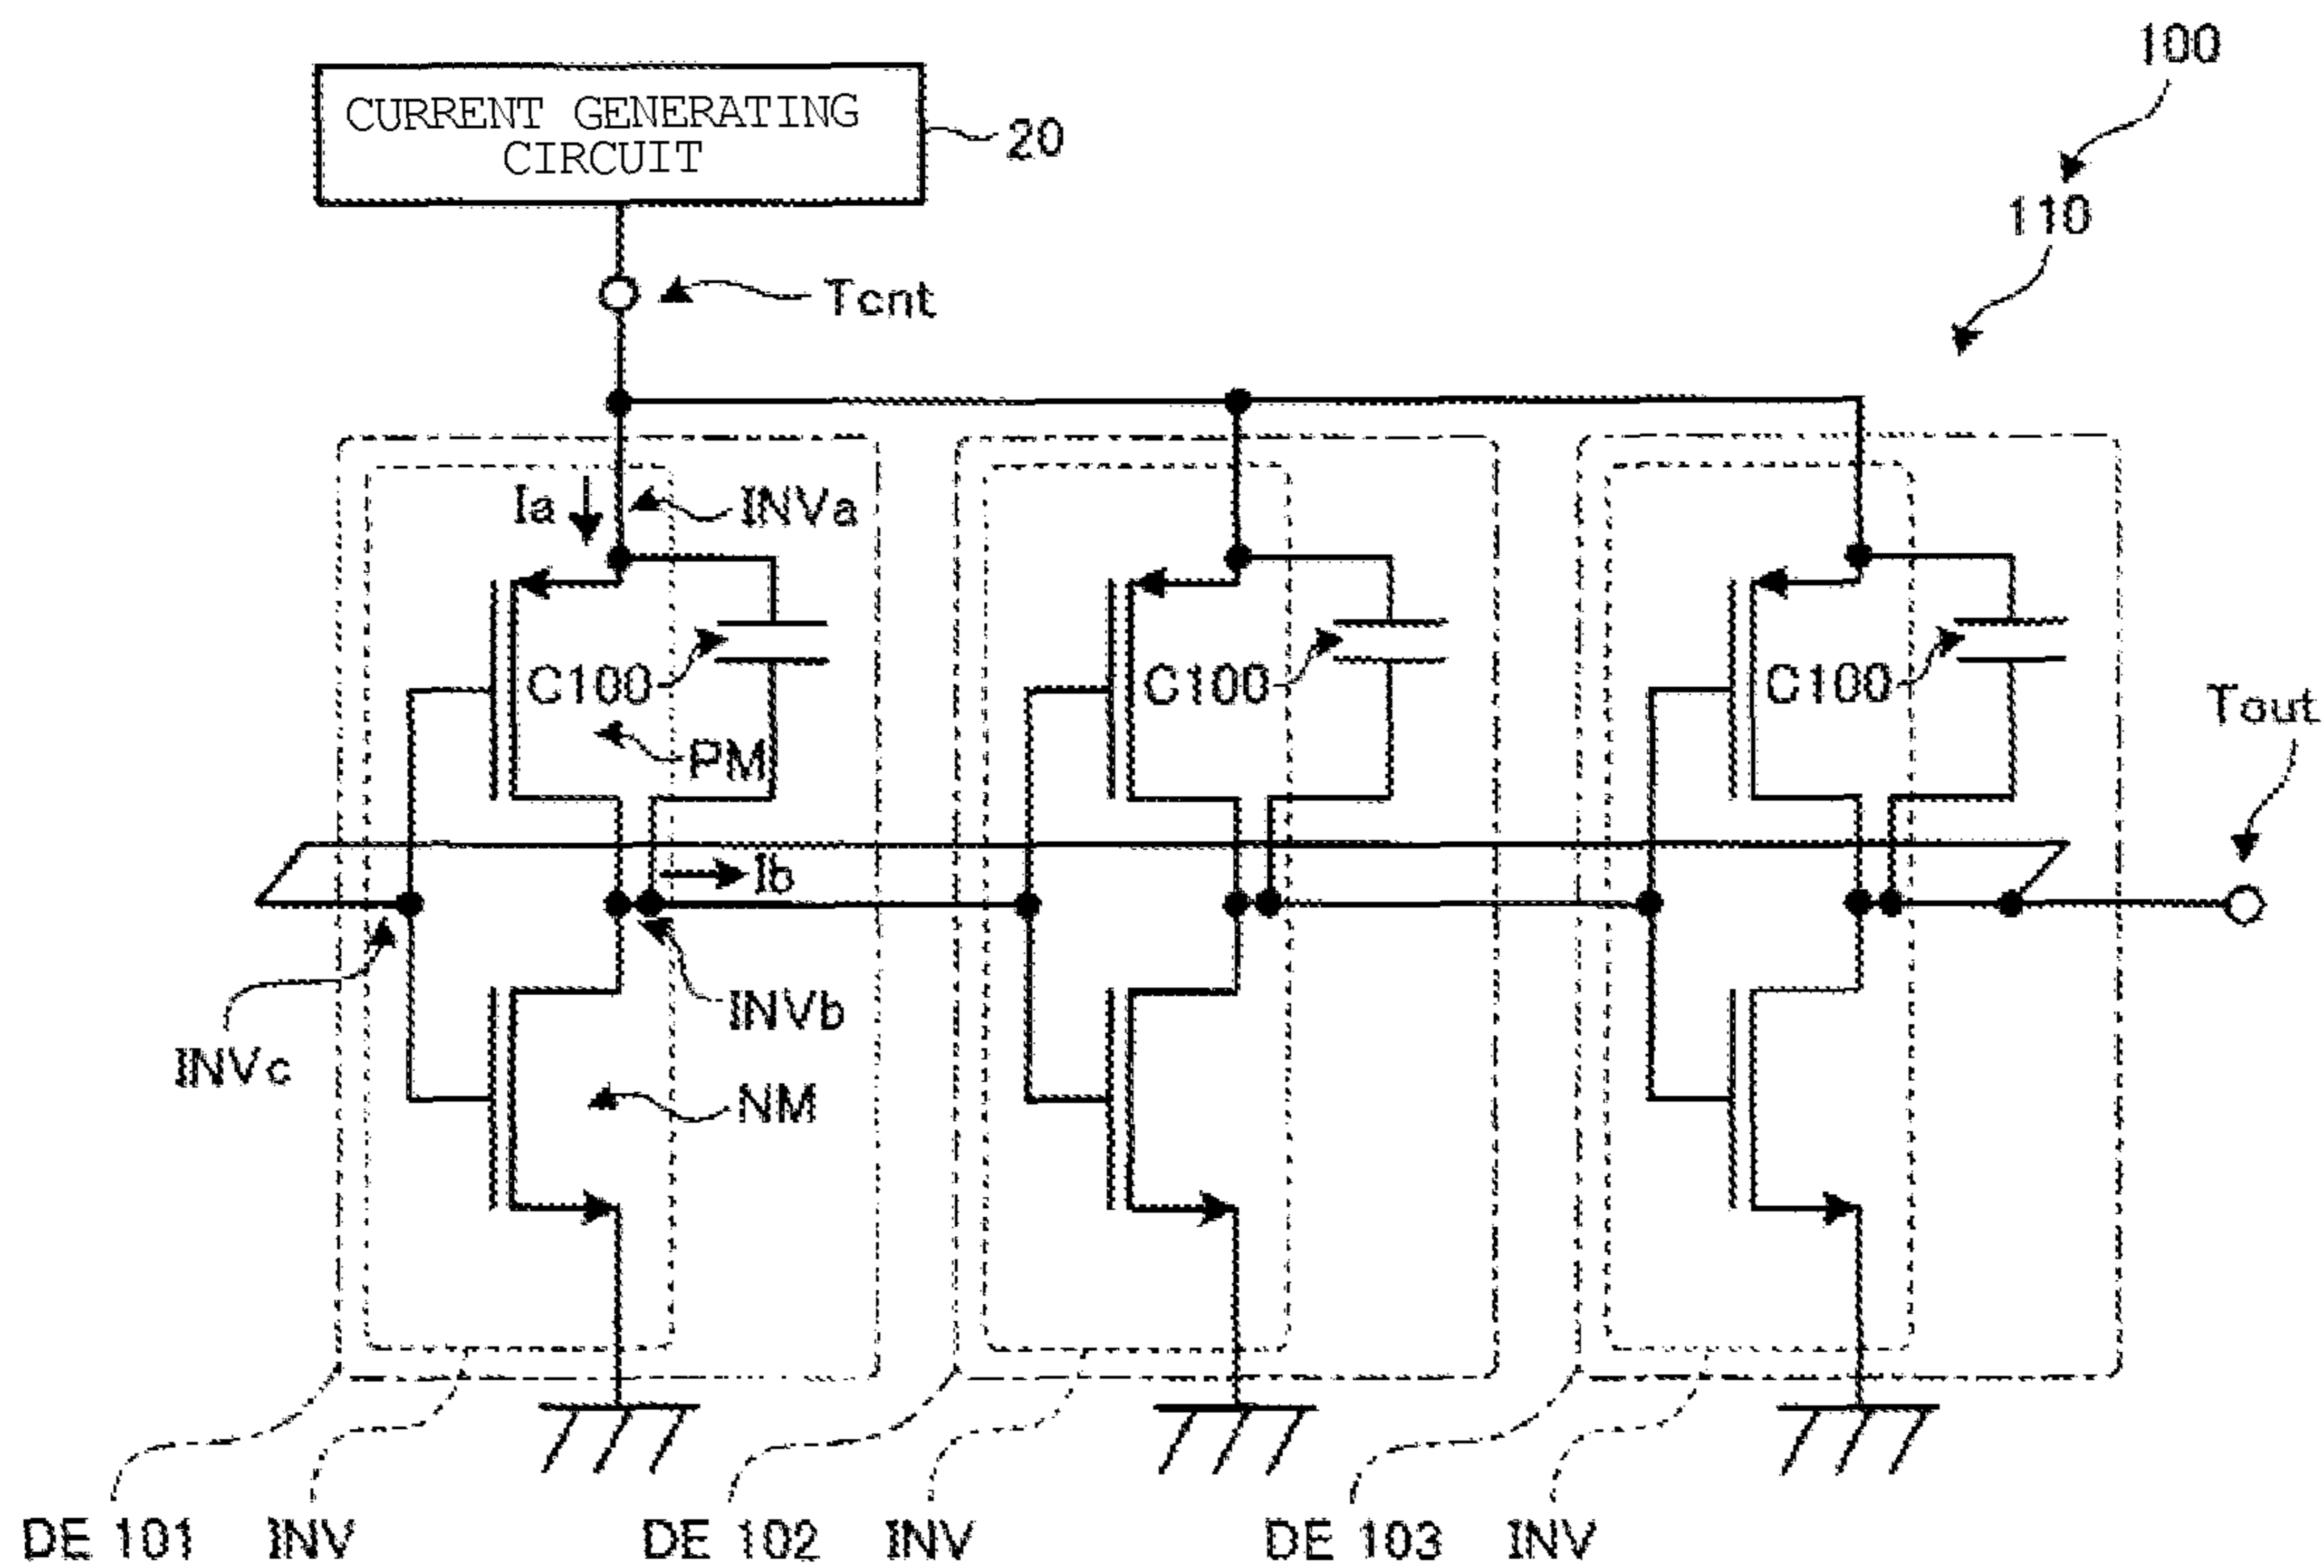 100
CURRENT GENERATING
CIRCUIT
20
110
Tcnt
Ia
INVa
C100
C100
C100
Tout
PM
Ib
INVb
INVc
NM
DE 101
INV
DE 102
INV
DE 103
INV